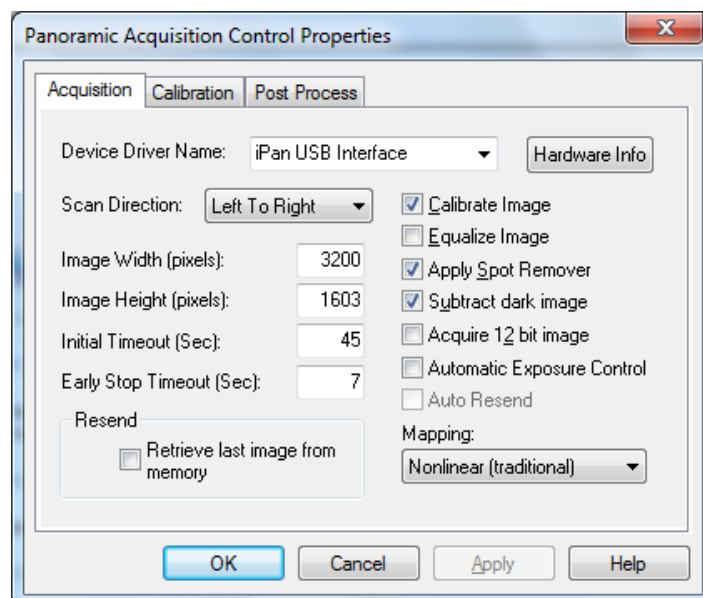 Panoramic Acquisition Control Properties
Acquisition
Calibration
Post Process
Device Driver Name:
iPan USB Interface
Hardware Info
Scan Direction:
Left To Right
Calibrate Image
Equalize Image
Image Width (pixels):
3200
Apply Spot Remover
Image Height (pixels):
1603
Subtract dark image
Initial Timeout (Sec):
45
Acquire 12 bit image
Early Stop Timeout (Sec):
7
Automatic Exposure Control
Auto Resend
Resend
Retrieve last image from
memory
Mapping:
Nonlinear (traditional)
OK
Cancel
Apply
Help